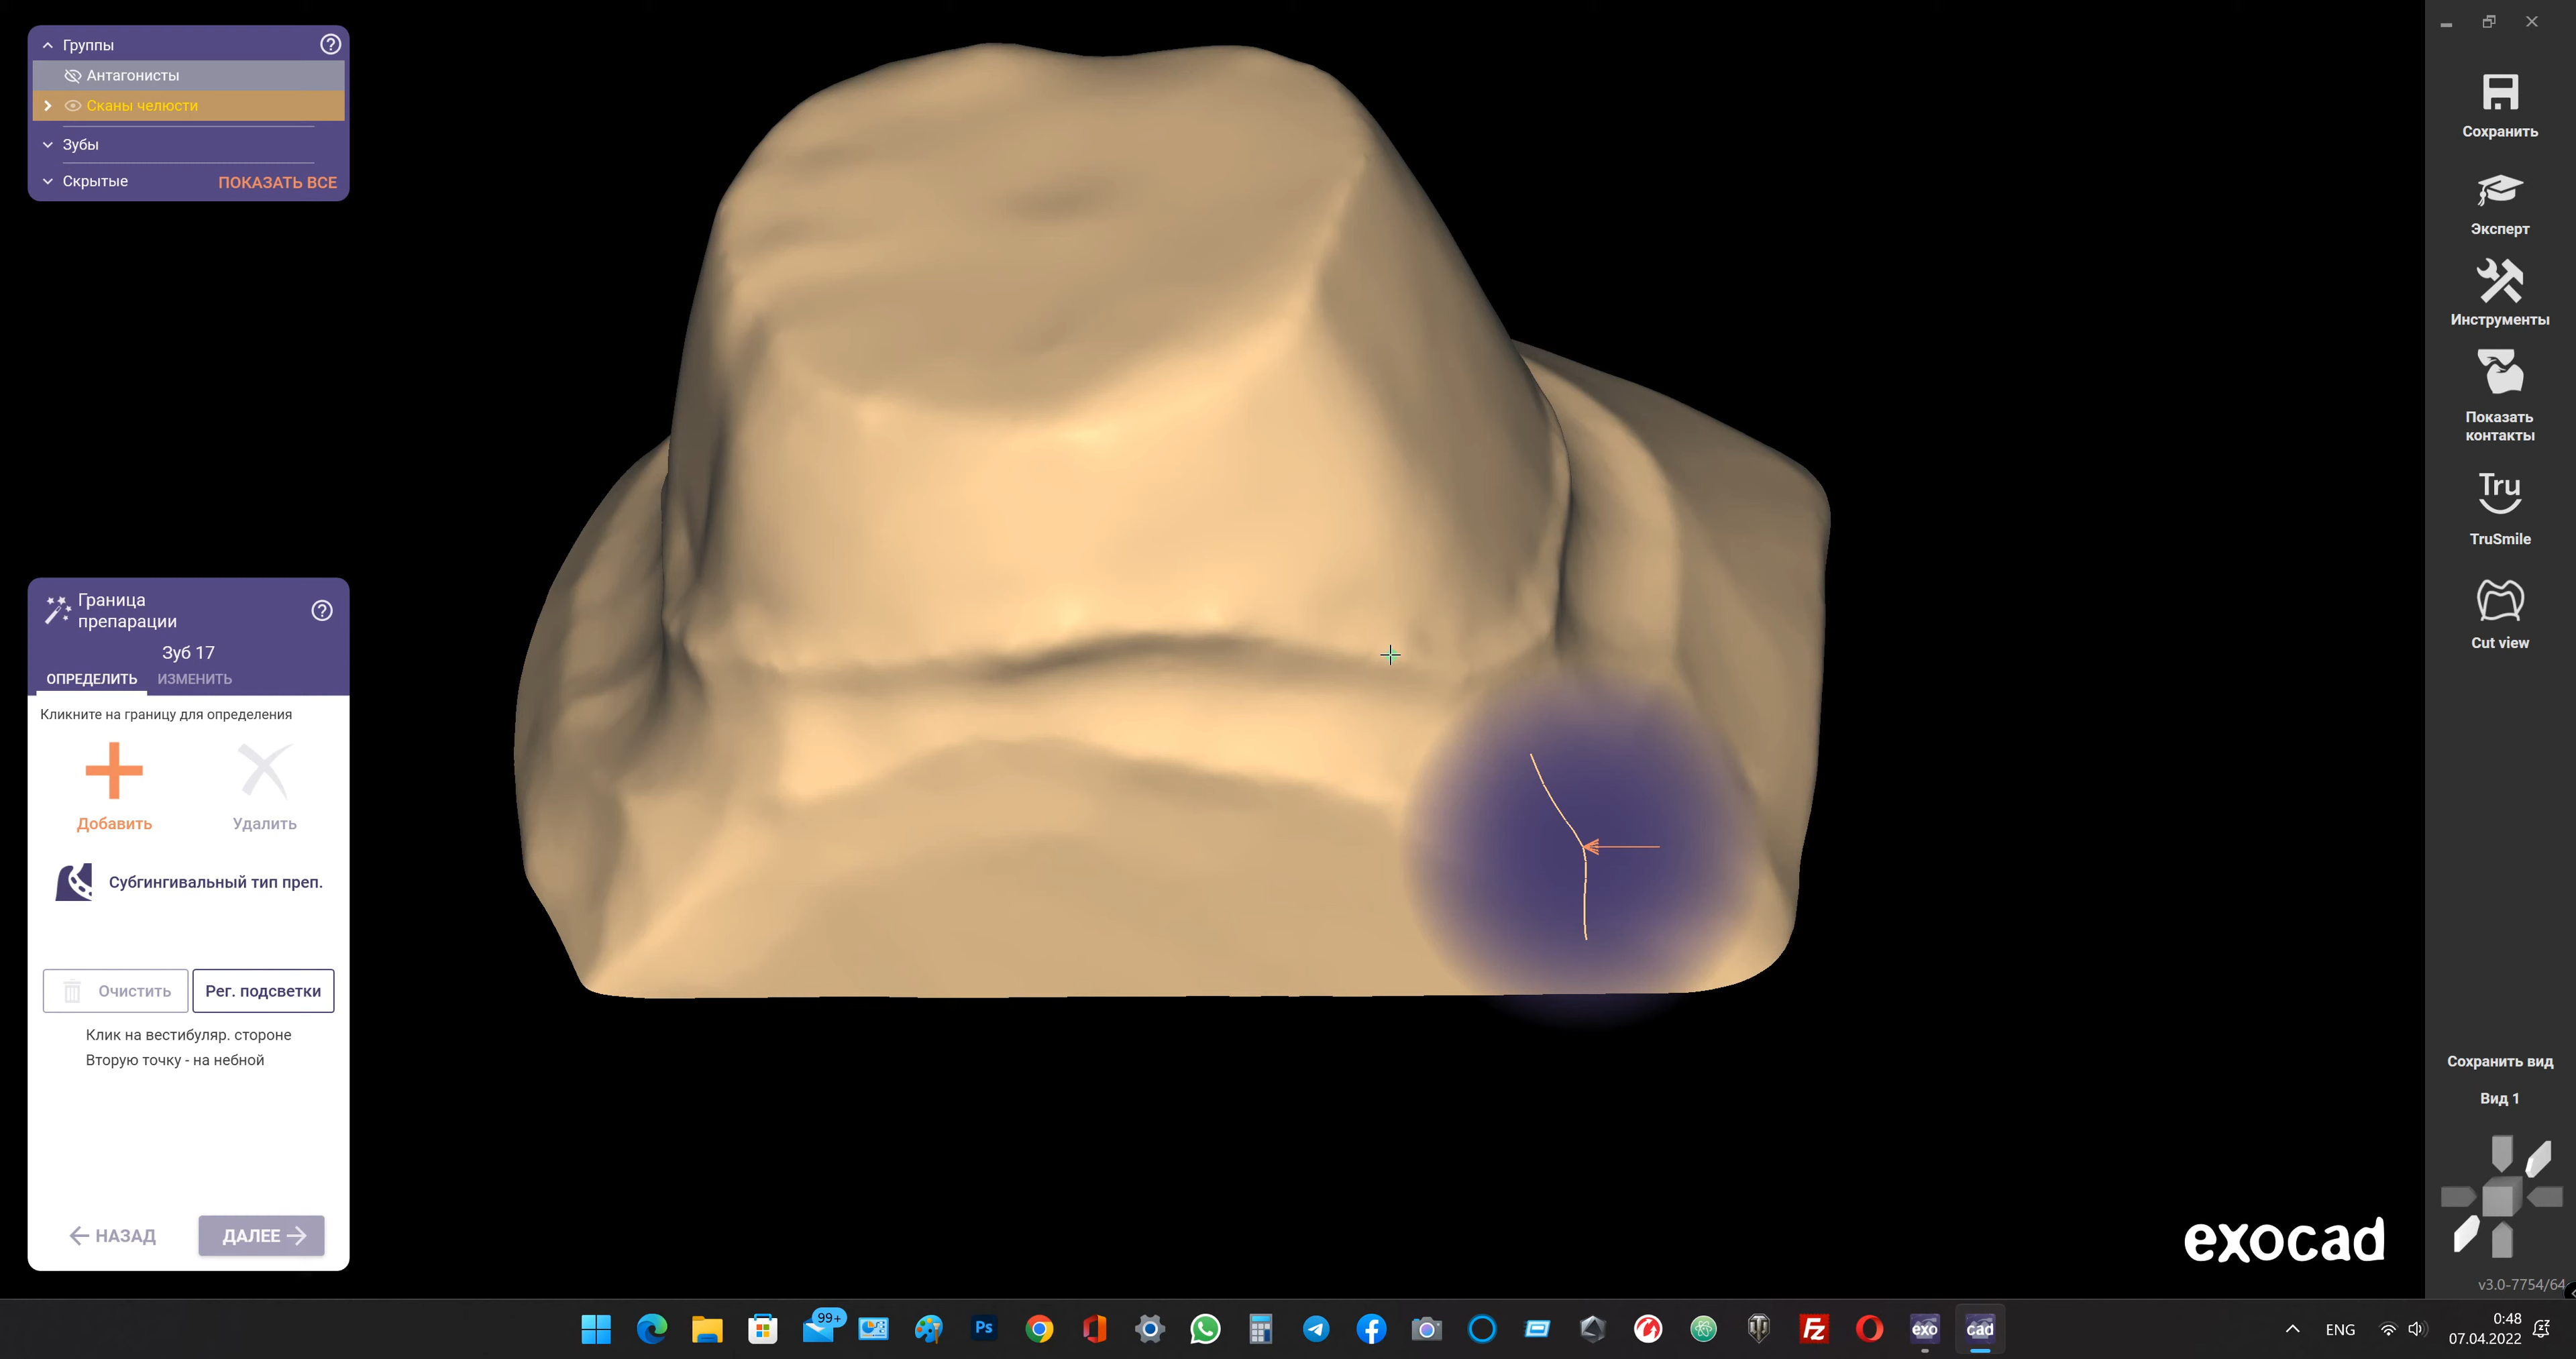 Группы
Антагонисты
Сканы челюсти
Зубы
Скрытые ПОКАЗАТЬ ВСЕ
Граница
препарации
Зуб 17
ОПРЕДЕЛИТЬ ИЗМЕНИТЬ
Кликните на границу для определения
Добавить Удалить
Субгингивальный тип преп.
Очистить Рег. подсветки
Клик на вестибуляр. стороне
Вторую точку - на небной
НАЗАД ДАЛЕЕ
Сохранить
Эксперт
Инструменты
Показать
контакты
Tru
TruSmile
Cut view
Сохранить вид
Вид 1
exocad
v3.0-7754/64
99+
Ps
Fz
exo
cad
ENG
0:48
07.04.2022